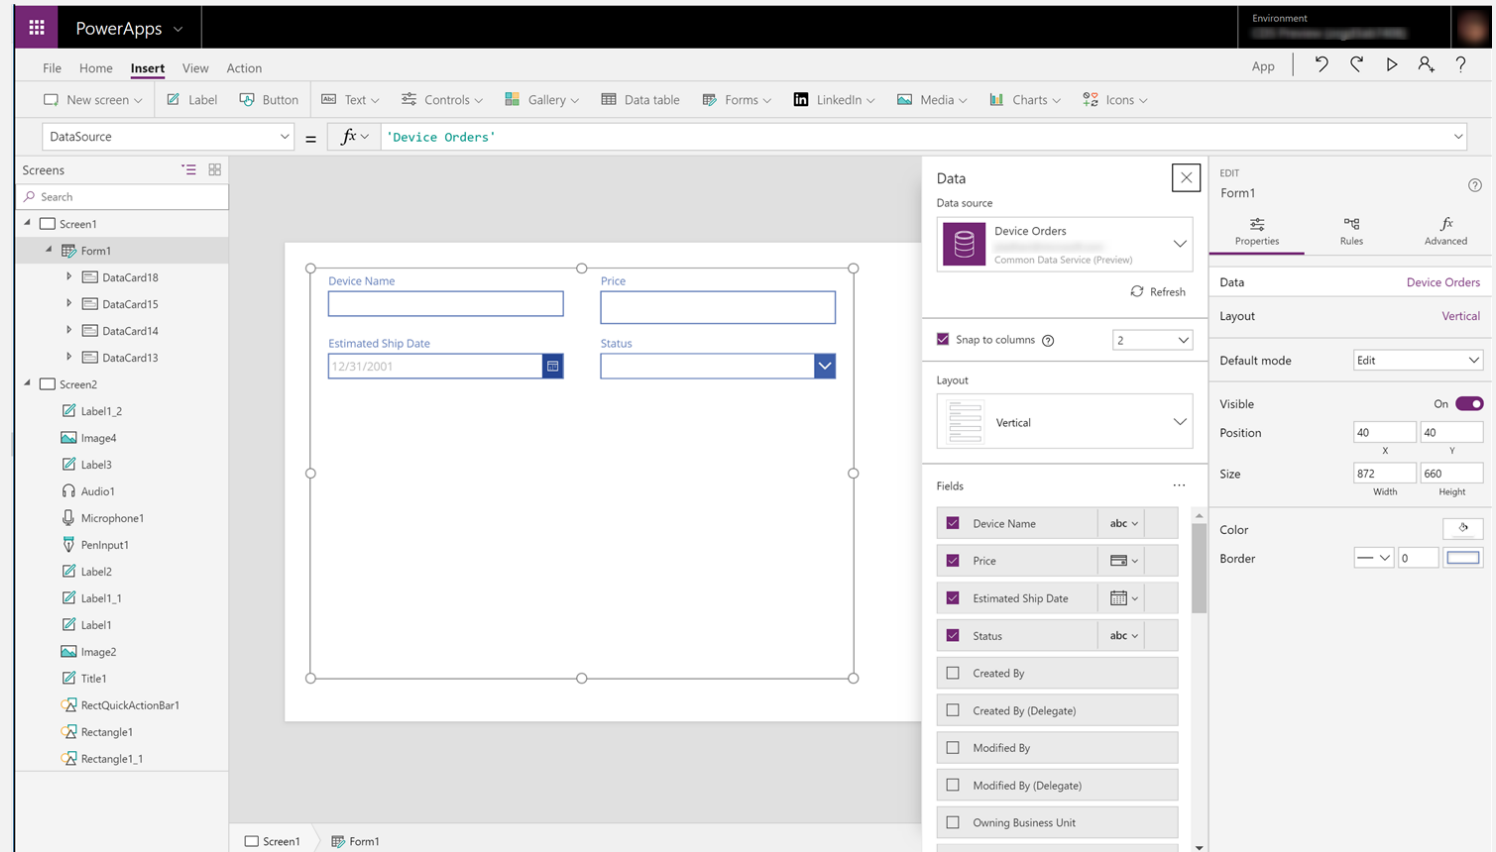 PowerApps
Environment
File Home Insert View Action
App
New screen Label Button Text Controls Gallery Data table Forms LinkedIn Media Charts Icons
DataSource = fx 'Device Orders'
Screens
Search
Screen1
Form1
DataCard18
DataCard15
DataCard14
DataCard13
Screen2
Label1_2
Image4
Label3
Audio1
Microphone1
PenInput1
Label2
Label1_1
Label1
Image2
Title1
RectQuickActionBar1
Rectangle1
Rectangle1_1
Device Name Price
Estimated Ship Date Status
12/31/2001
Screen1 Form1
Data
Data source
Device Orders
Common Data Service (Preview)
Refresh
Snap to columns 2
Layout
Vertical
Fields ...
Device Name abc
Price
Estimated Ship Date
Status abc
Created By
Created By (Delegate)
Modified By
Modified By (Delegate)
Owning Business Unit
EDIT
Form1
Properties Rules Advanced
Data Device Orders
Layout Vertical
Default mode Edit
Visible On
Position 40 40
X Y
Size 872 660
Width Height
Color
Border 0